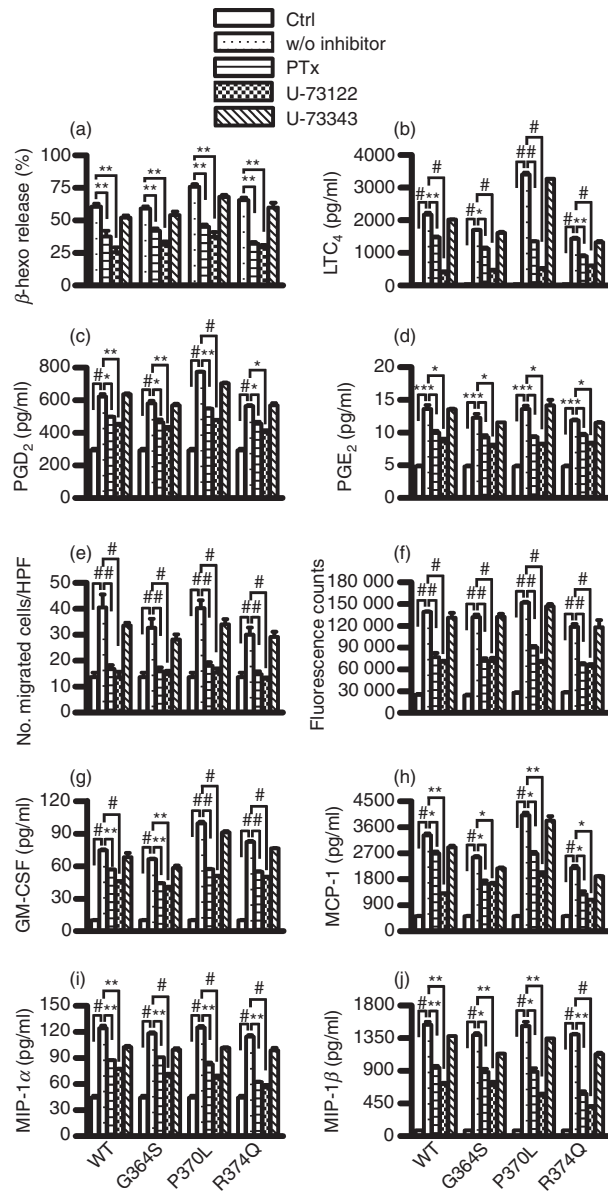 Ctrl
w/o inhibitor
PTx
U-73122
U-73343
(a)
β-hexo release (%)
100
75
50
25
0
** ** ** **
** ** ** **
(b)
LTC4 (pg/ml)
4000
3000
2000
1000
0
#
# ## #
#** #* #**
(c)
PGD2 (pg/ml)
800
600
400
200
0
** ** # *
#* #* #** #*
(d)
PGE2 (pg/ml)
20
15
10
5
0
* * * *
*** *** *** ***
(e)
No. migrated cells/HPF
50
40
30
20
10
0
# # # #
## ## ## ##
(f)
Fluorescence counts
180 000
150 000
120 000
90 000
60 000
30 000
0
# # # #
## ## ## ##
(g)
GM-CSF (pg/ml)
120
90
60
30
0
# ** # #
#** #** ## ##
(h)
MCP-1 (pg/ml)
4500
3600
2700
1800
900
0
** * ** *
#* #* #* #*
(i)
MIP-1α (pg/ml)
150
120
90
60
30
0
** # # #
#** #** #** #**
WT G364S P370L R374Q
(j)
MIP-1β (pg/ml)
1800
1350
900
450
0
** ** ** #
#** #* #* #**
WT G364S P370L R374Q